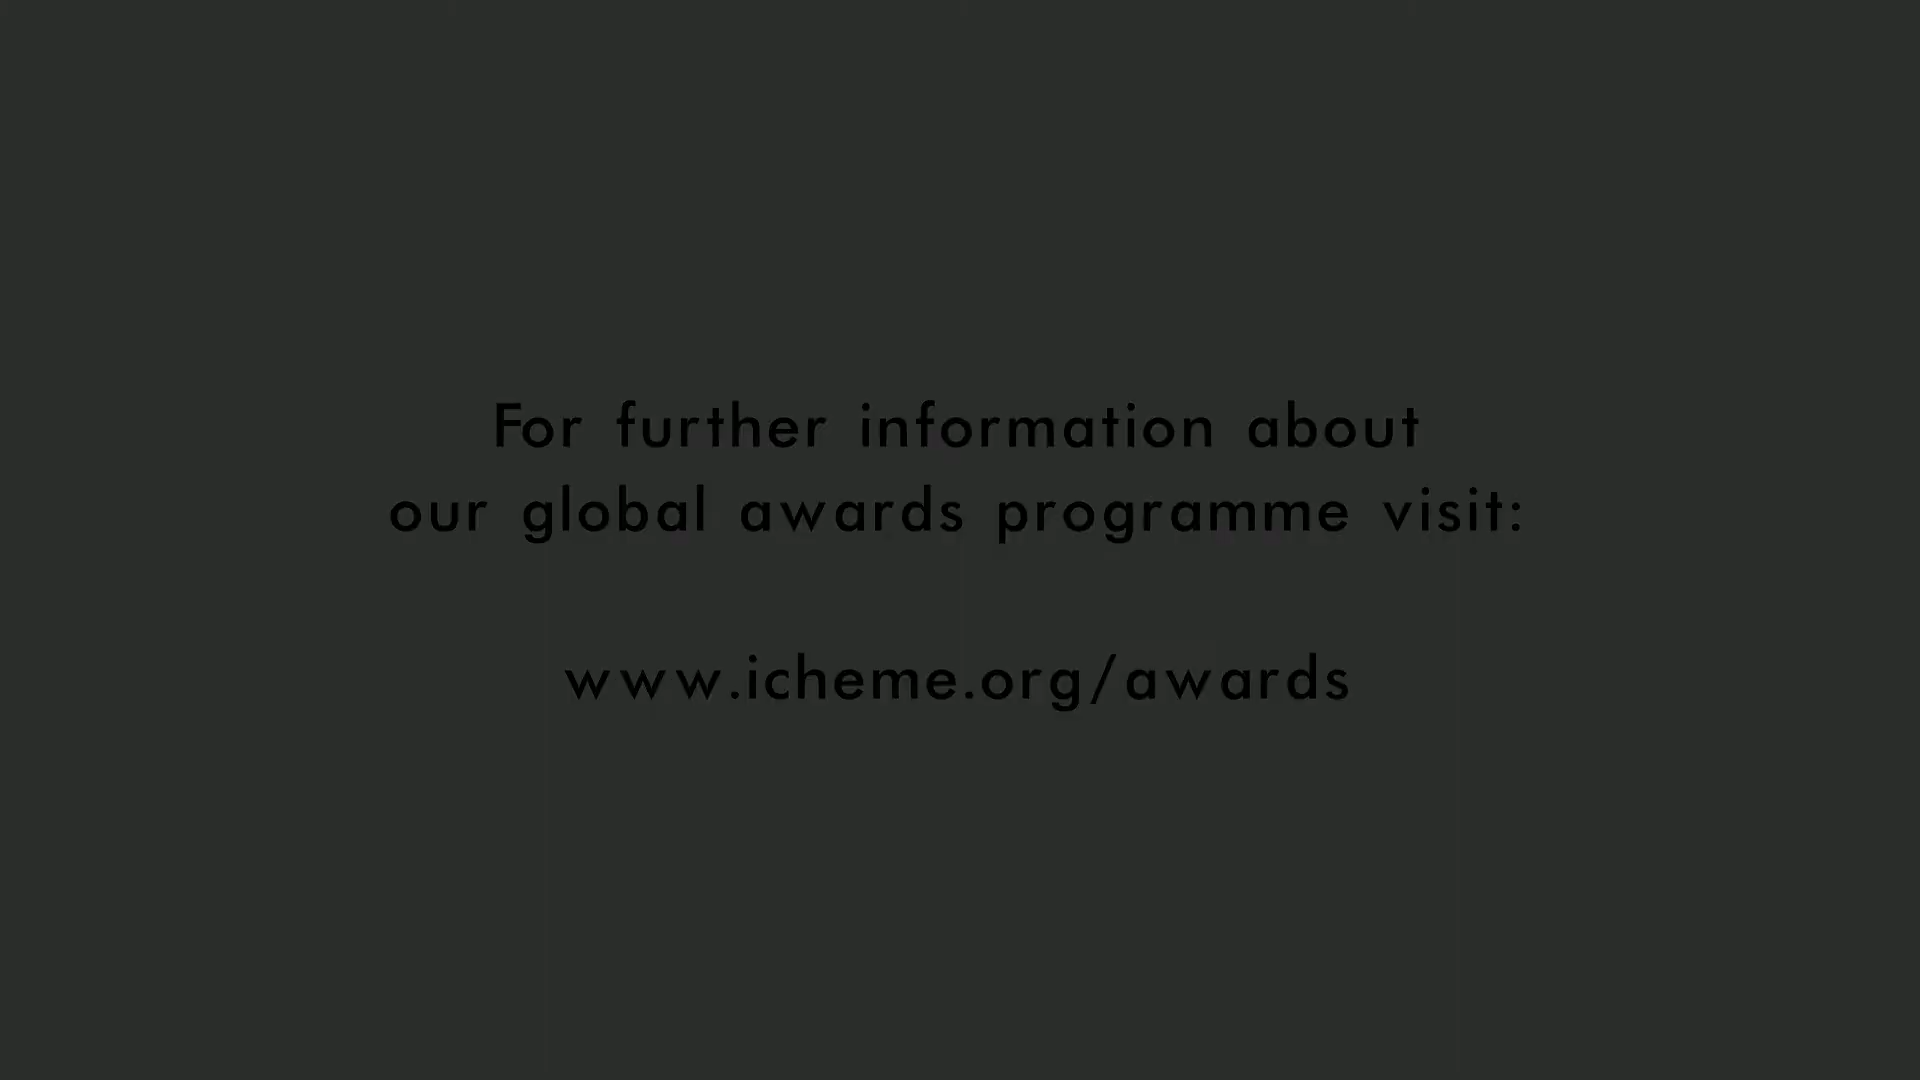 For further information about
our global awards programme visit:
www.icheme.org/awards